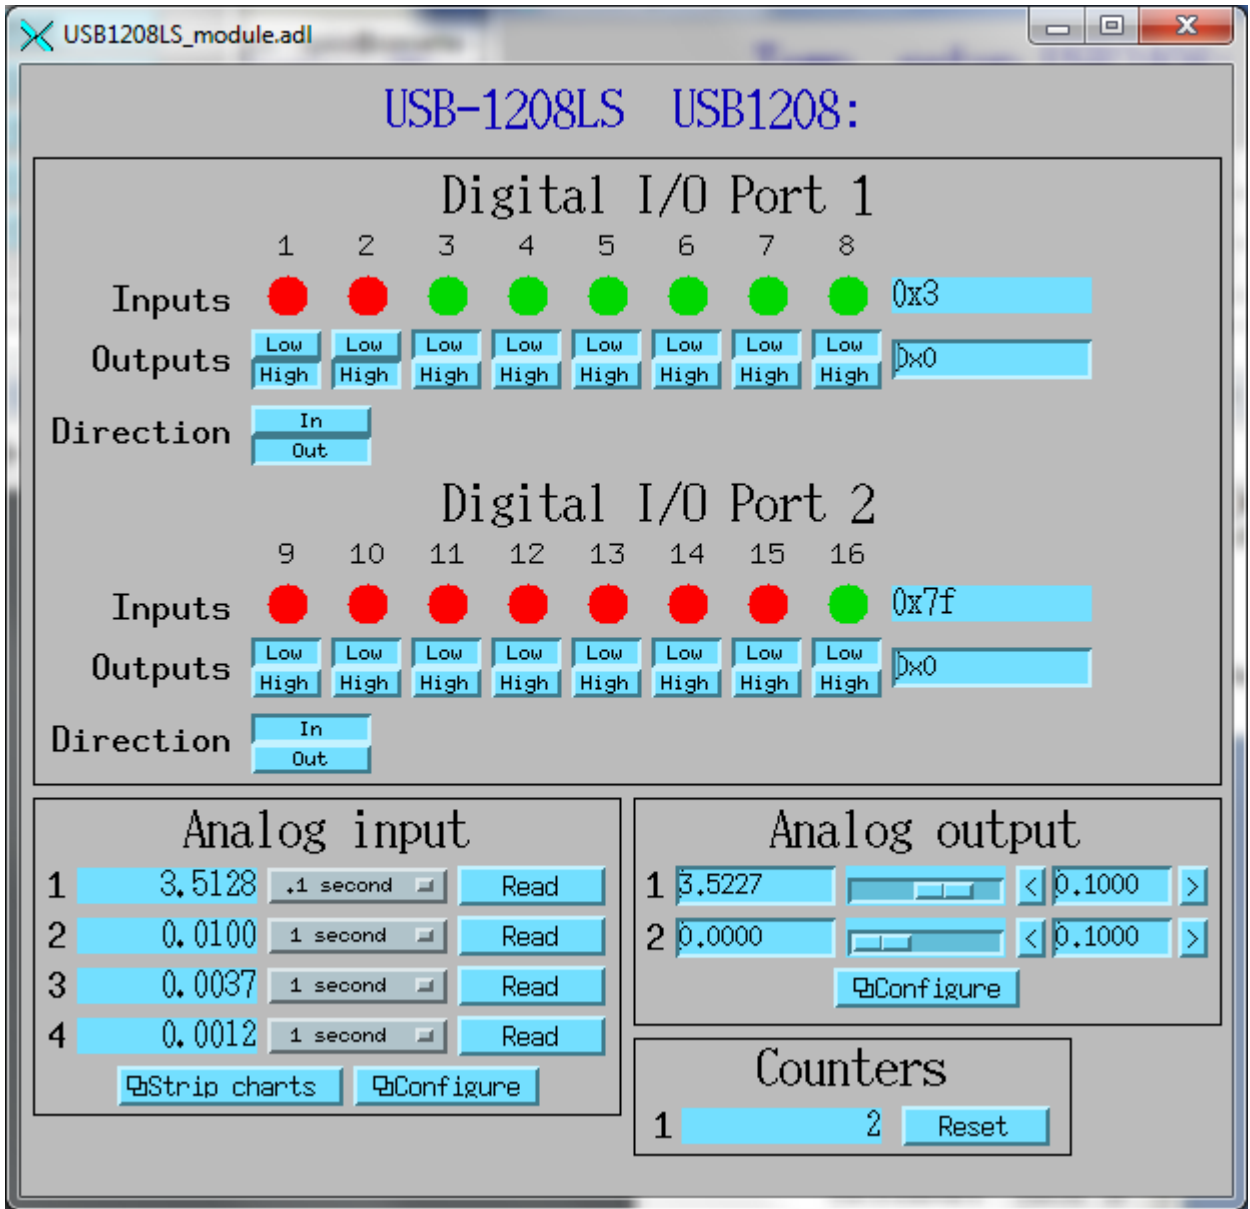 USB1208LS_module.adl
USB-1208LS USB1208:
Digital I/O Port 1
1 2 3 4 5 6 7 8
Inputs 0x3
Low Low Low Low Low Low Low Low
Outputs 0x0
High High High High High High High High
In
Direction
Out
Digital I/O Port 2
9 10 11 12 13 14 15 16
Inputs 0x7f
Low Low Low Low Low Low Low Low
Outputs 0x0
High High High High High High High High
In
Direction
Out
Analog input
1 3.5128 .1 second Read
2 0.0100 1 second Read
3 0.0037 1 second Read
4 0.0012 1 second Read
Strip charts Configure
Analog output
1 3.5227 < 0.1000 >
2 0.0000 < 0.1000 >
Configure
Counters
1 2 Reset